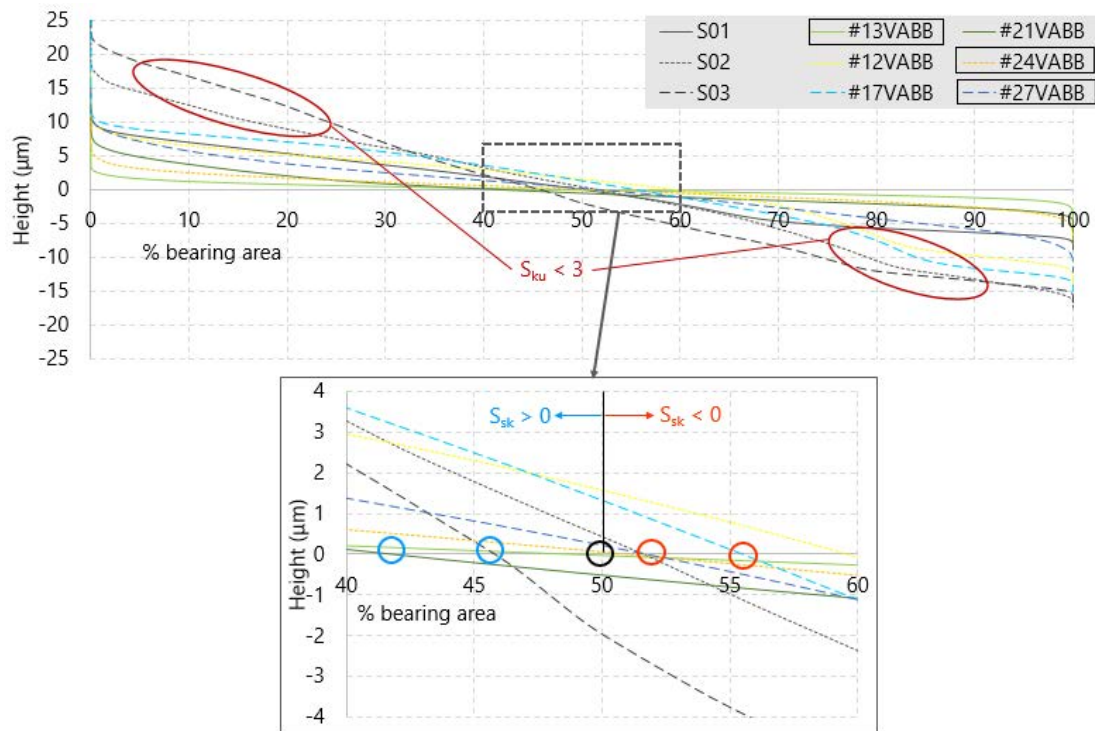 25
20
15
10
5
0
-5
-10
-15
-20
-25
Height (µm)
S01 #13VABB #21VABB
S02 #12VABB #24VABB
S03 #17VABB #27VABB
0 10 20 30 40 50 60 70 80 90 100
% bearing area
Sku < 3
4
3
2
1
0
-1
-2
-3
-4
Height (µm)
Ssk > 0 Ssk < 0
40 45 50 55 60
% bearing area